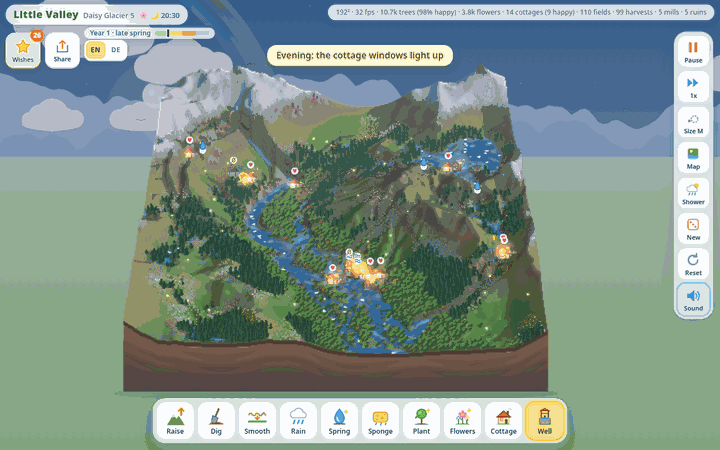 Little Valley Daisy Glacier 5 20:30
192² · 32 fps · 10.7k trees (98% happy) · 3.8k flowers · 14 cottages (9 happy) · 110 fields · 99 harvests · 5 mills · 5 ruins
Year 1 · late spring
26
Wishes
Share
EN
DE
Evening: the cottage windows light up
Pause
1x
Size M
Map
Shower
New
Reset
Sound
Raise
Dig
Smooth
Rain
Spring
Sponge
Plant
Flowers
Cottage
Well